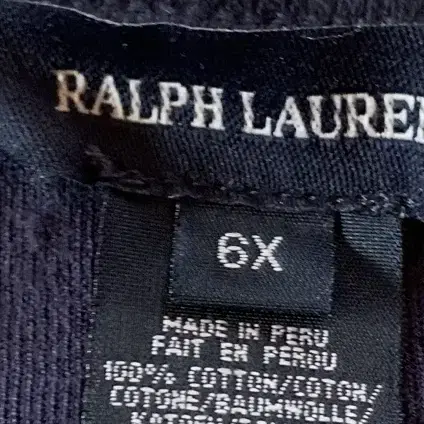 RALPH LAUREN
6X
MADE IN PERU
FAIT EN PEROU
100% COTTON/COTON/
COTONE/BAUMWOLLE/